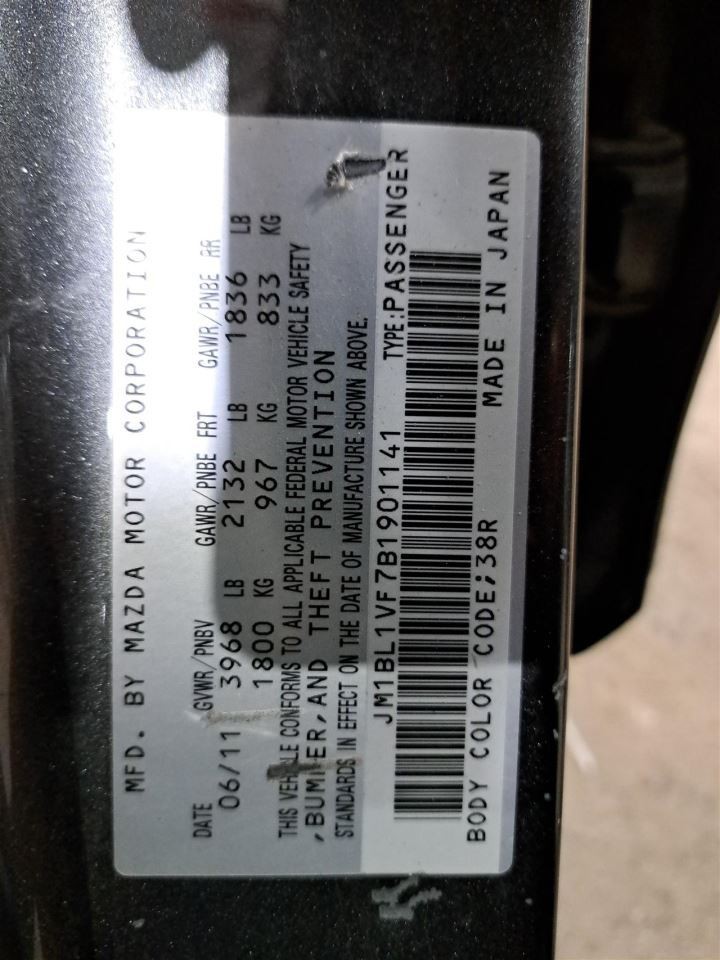 MFD. BY MAZDA MOTOR CORPORATION
DATE GVWR/PNBV GAWR/PNBE FRT GAWR/PNBE RR
06/11 3968 LB 2132 LB 1836 LB
1800 KG 967 KG 833 KG
THIS VEHICLE CONFORMS TO ALL APPLICABLE FEDERAL MOTOR VEHICLE SAFETY
,BUMPER,AND THEFT PREVENTION
STANDARDS IN EFFECT ON THE DATE OF MANUFACTURE SHOWN ABOVE.
JM1BL1VF7B1901141 TYPE:PASSENGER
BODY COLOR CODE;38R MADE IN JAPAN